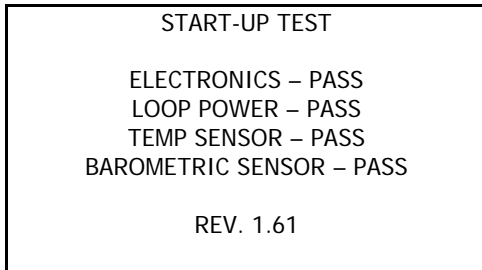 START-UP TEST
ELECTRONICS – PASS
LOOP POWER – PASS
TEMP SENSOR – PASS
BAROMETRIC SENSOR – PASS
REV. 1.61